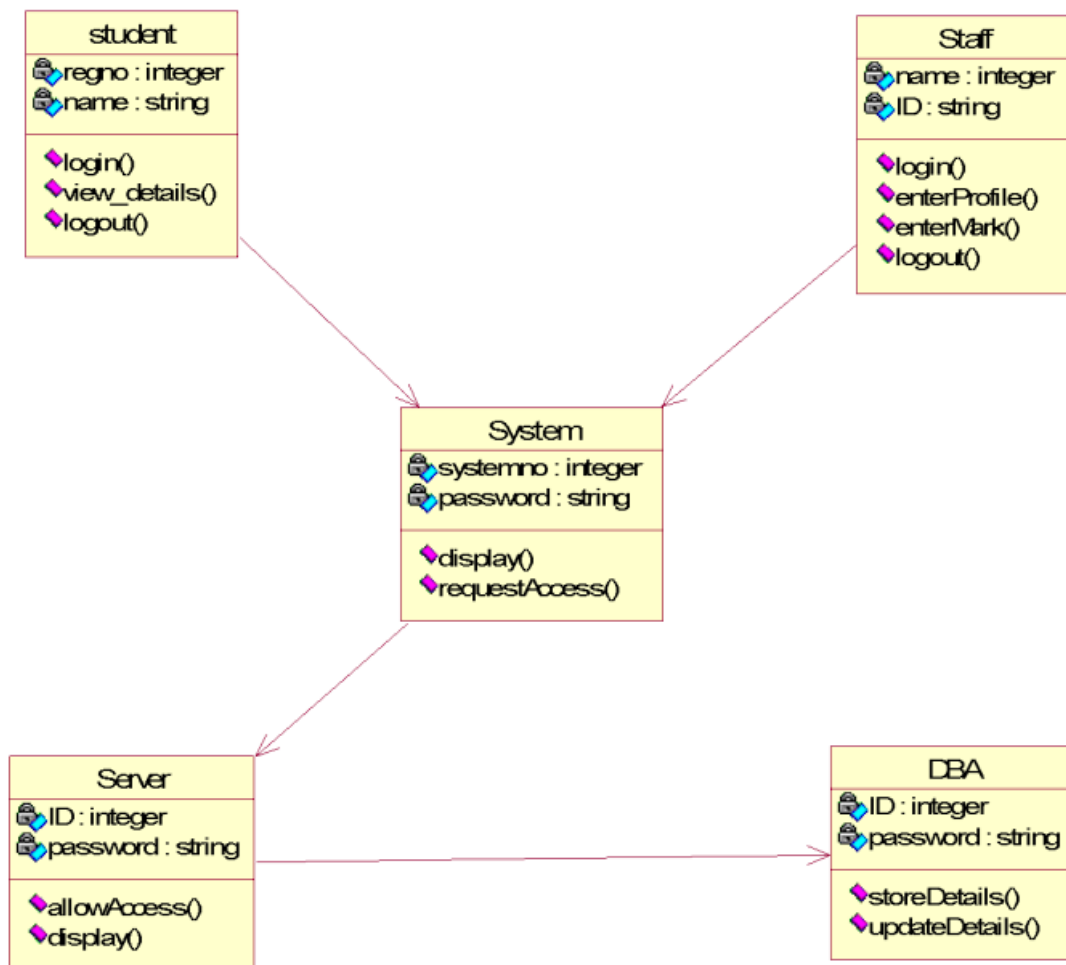 student
regno : integer
name : string
login()
view_details()
logout()
Staff
name : integer
ID : string
login()
enterProfile()
enterMark()
logout()
System
systemno : integer
password : string
display()
requestAccess()
Server
ID : integer
password : string
allowAccess()
display()
DBA
ID : integer
password : string
storeDetails()
updateDetails()